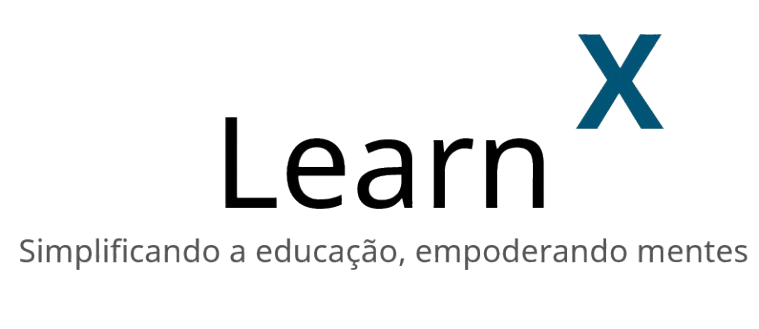 Learn X
Simplificando a educação, empoderando mentes